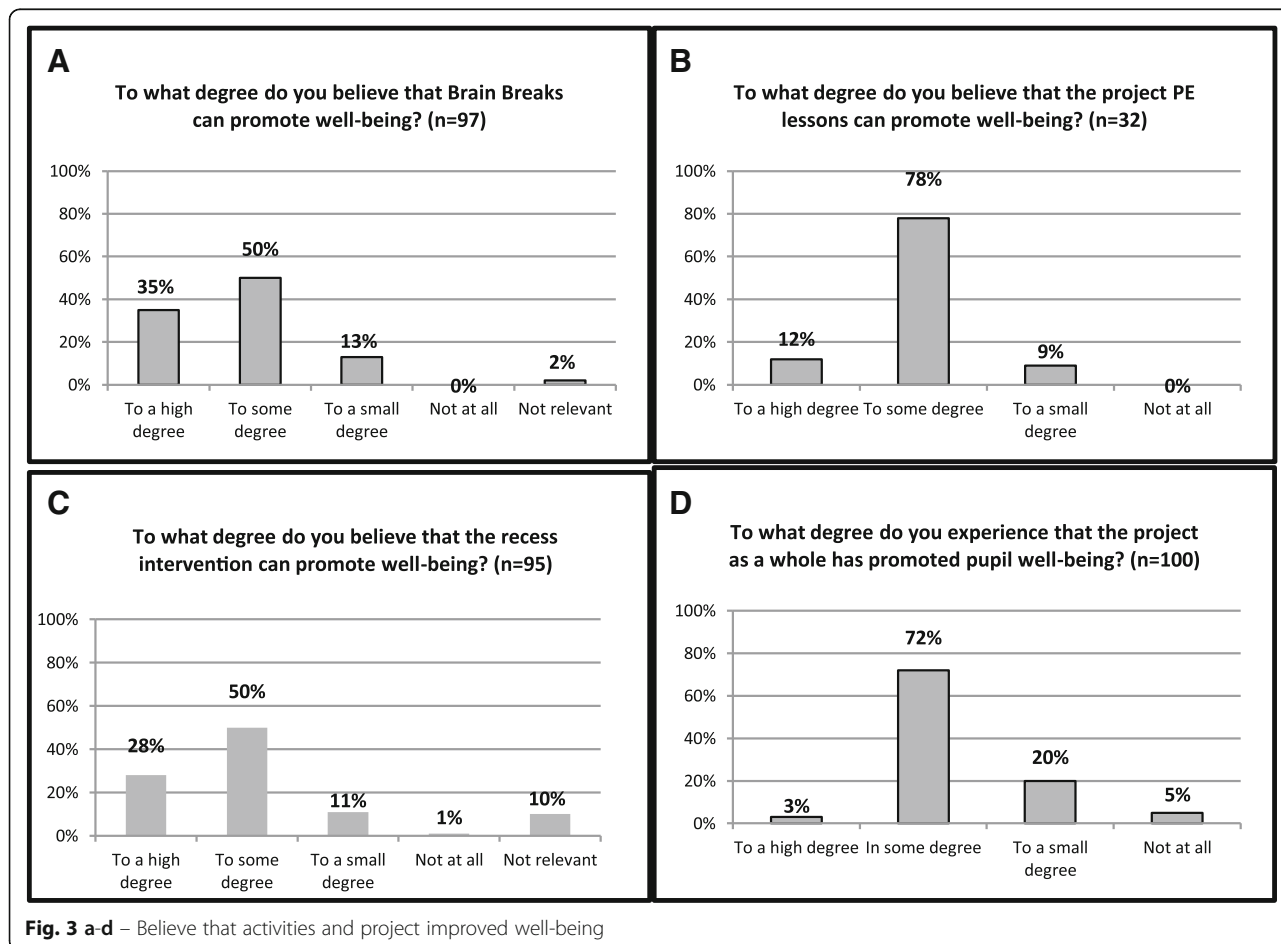 A
To what degree do you believe that Brain Breaks
can promote well-being? (n=97)
100%
80%
60%
40%
20%
0%
35%
50%
13%
0%
2%
To a high
degree
To some
degree
To a small
degree
Not at all
Not relevant
B
To what degree do you believe that the project PE
lessons can promote well-being? (n=32)
100%
80%
60%
40%
20%
0%
12%
78%
9%
0%
To a high degree
To some degree
To a small
degree
Not at all
C
To what degree do you believe that the recess
intervention can promote well-being? (n=95)
100%
80%
60%
40%
20%
0%
28%
50%
11%
1%
10%
To a high
degree
To some
degree
To a small
degree
Not at all
Not relevant
D
To what degree do you experience that the project
as a whole has promoted pupil well-being? (n=100)
100%
80%
60%
40%
20%
0%
3%
72%
20%
5%
To a high degree
In some degree
To a small
degree
Not at all
Fig. 3 a-d – Believe that activities and project improved well-being